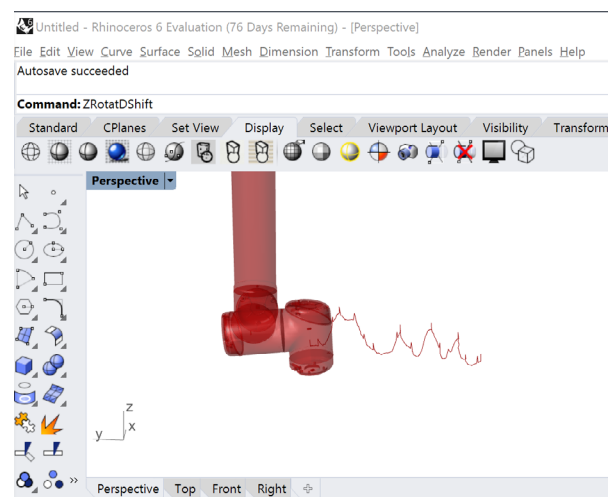 Untitled - Rhinoceros 6 Evaluation (76 Days Remaining) - [Perspective]
File Edit View Curve Surface Solid Mesh Dimension Transform Tools Analyze Render Panels Help
Autosave succeeded
Command: ZRotatDShift
Standard CPlanes Set View Display Select Viewport Layout Visibility Transform
Perspective
z
y x
Perspective Top Front Right